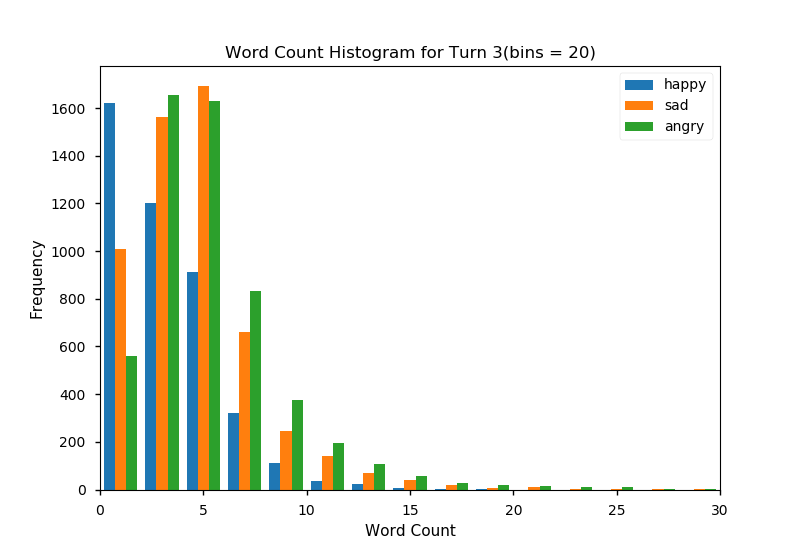 Word Count Histogram for Turn 3(bins = 20)
happy
sad
angry
1600
1400
1200
1000
800
600
400
200
0
Frequency
0 5 10 15 20 25 30
Word Count